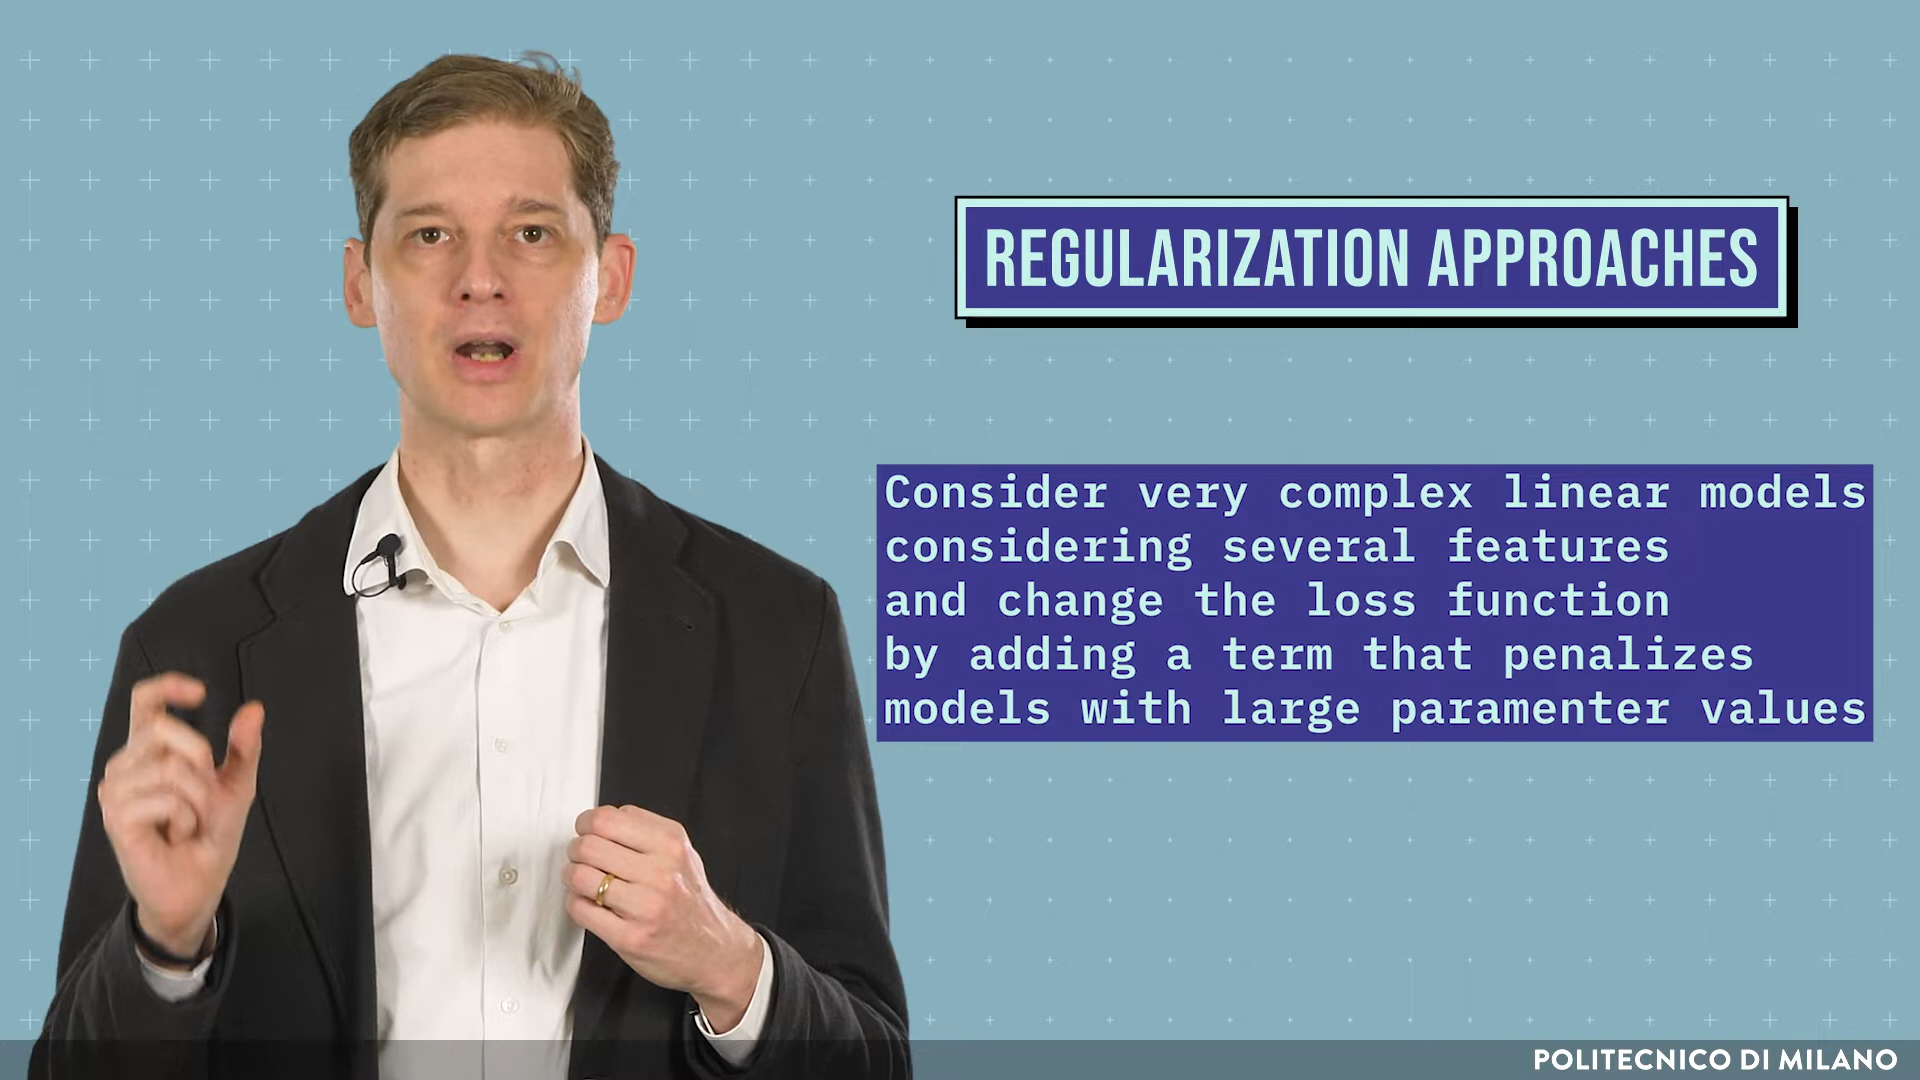 REGULARIZATION APPROACHES
Consider very complex linear models
considering several features
and change the loss function
by adding a term that penalizes
models with large paramenter values
POLITECNICO DI MILANO